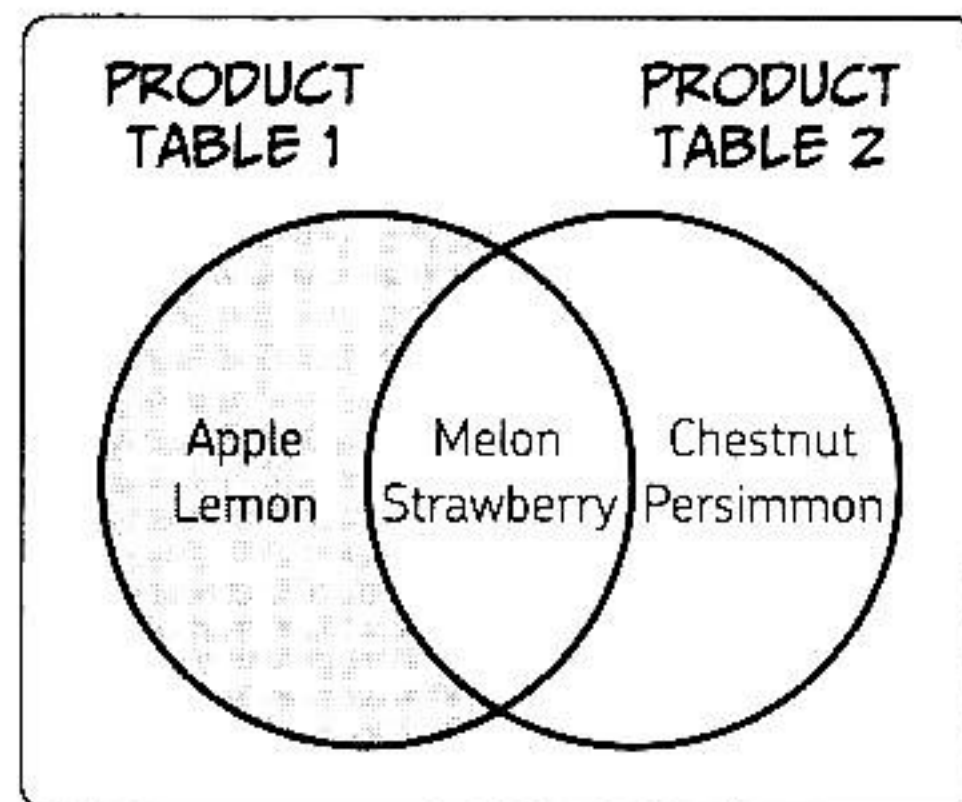 PRODUCT
TABLE 1
PRODUCT
TABLE 2
Apple
Lemon
Melon
Strawberry
Chestnut
Persimmon